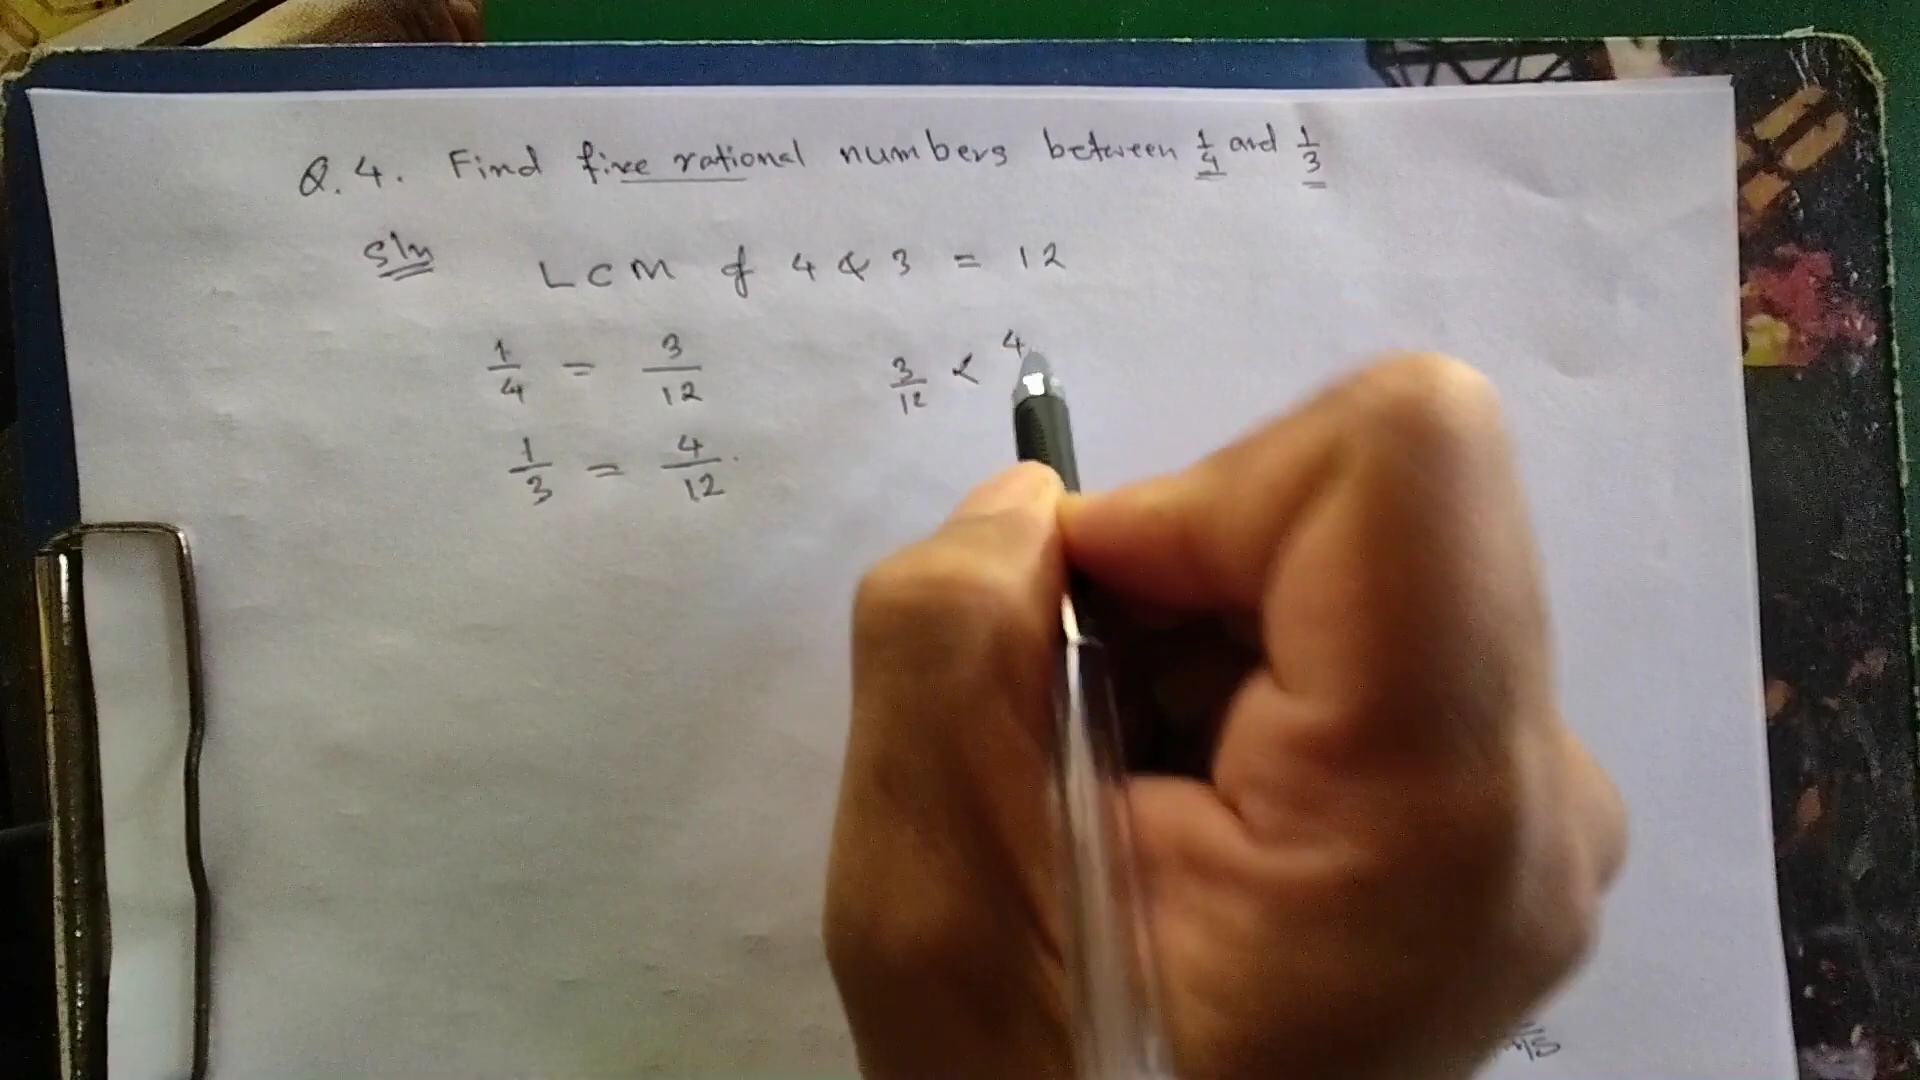 Q.4. Find five rational numbers between 1/4 and 1/3
Sln LCM of 4 & 3 = 12
1/4 = 3/12 3/12 < 4
1/3 = 4/12.